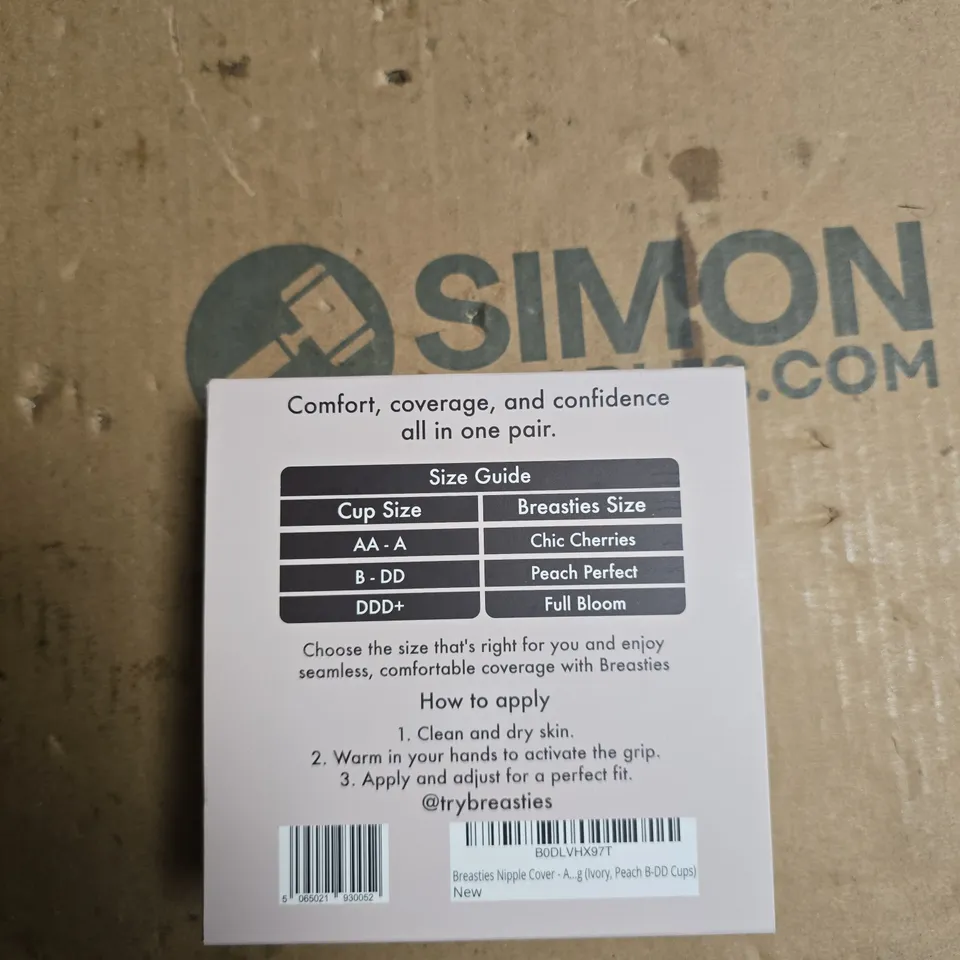 SIMON
S.COM
Comfort, coverage, and confidence
all in one pair.
Size Guide
Cup Size Breasties Size
AA - A Chic Cherries
B - DD Peach Perfect
DDD+ Full Bloom
Choose the size that's right for you and enjoy
seamless, comfortable coverage with Breasties
How to apply
1. Clean and dry skin.
2. Warm in your hands to activate the grip.
3. Apply and adjust for a perfect fit.
@trybreasties
5 065021 930052
B0DLVHX97T
Breasties Nipple Cover - A...g (Ivory, Peach B-DD Cups)
New